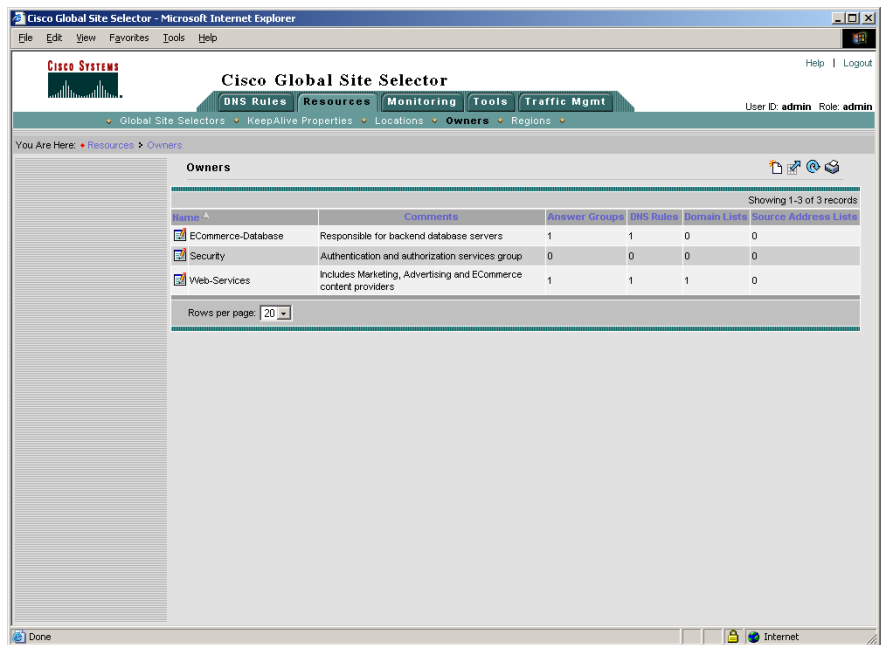 Cisco Global Site Selector - Microsoft Internet Explorer
File Edit View Favorites Tools Help
CISCO SYSTEMS
Cisco Global Site Selector
Help | Logout
DNS Rules Resources Monitoring Tools Traffic Mgmt
User ID: admin Role: admin
Global Site Selectors KeepAlive Properties Locations Owners Regions
You Are Here: Resources Owners
Owners
Showing 1-3 of 3 records
Name Comments Answer Groups DNS Rules Domain Lists Source Address Lists
ECommerce-Database Responsible for backend database servers 1 1 0 0
Security Authentication and authorization services group 0 0 0 0
Web-Services Includes Marketing, Advertising and ECommerce content providers 1 1 1 0
Rows per page: 20
Done
Internet